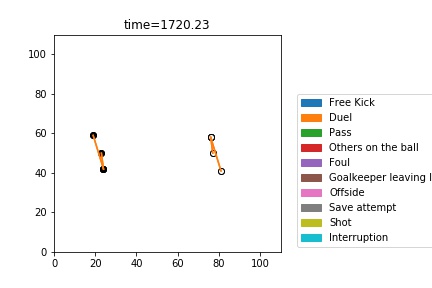 time=1720.23
100
80
60
40
20
0
0 20 40 60 80 100
Free Kick
Duel
Pass
Others on the ball
Foul
Goalkeeper leaving l
Offside
Save attempt
Shot
Interruption